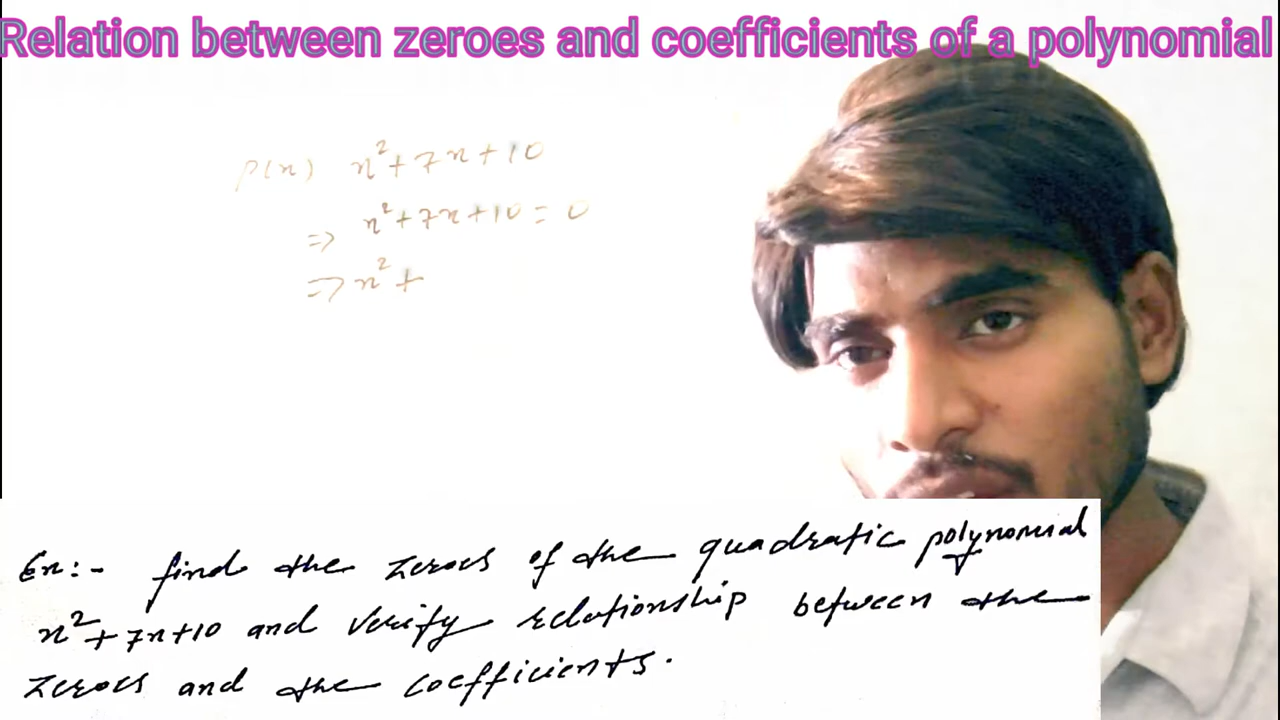 Relation between zeroes and coefficients of a polynomial
P(x) x²+7x+10
=> x²+7x+10=0
=> x²+
Ex:- find the zeroes of the quadratic polynomial
x²+7x+10 and verify relationship between the
zeroes and the coefficients.